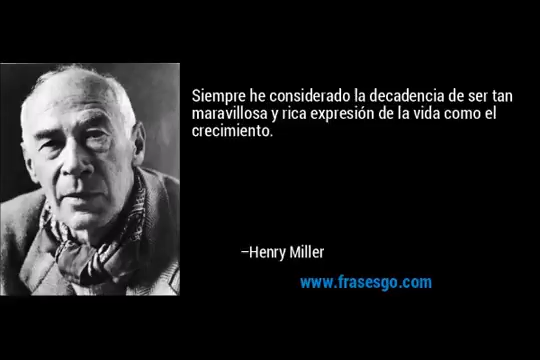 Siempre he considerado la decadencia de ser tan
maravillosa y rica expresión de la vida como el
crecimiento.
–Henry Miller
www.frasesgo.com